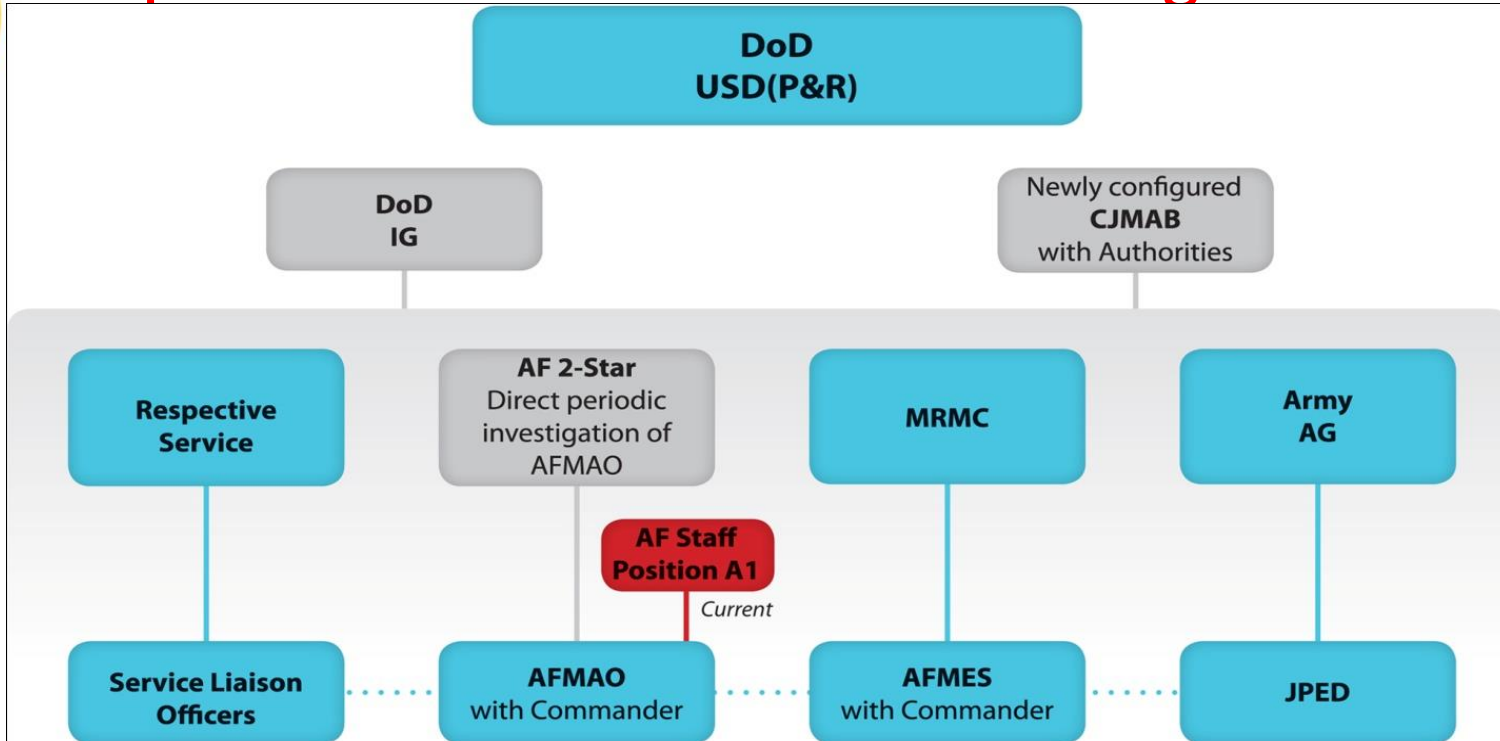 DoD
USD(P&R)
DoD
IG
Newly configured
CJMAB
with Authorities
Respective
Service
AF 2-Star
Direct periodic
investigation of
AFMAO
MRMC
Army
AG
AF Staff
Position A1
Current
Service Liaison
Officers
AFMAO
with Commander
AFMES
with Commander
JPED